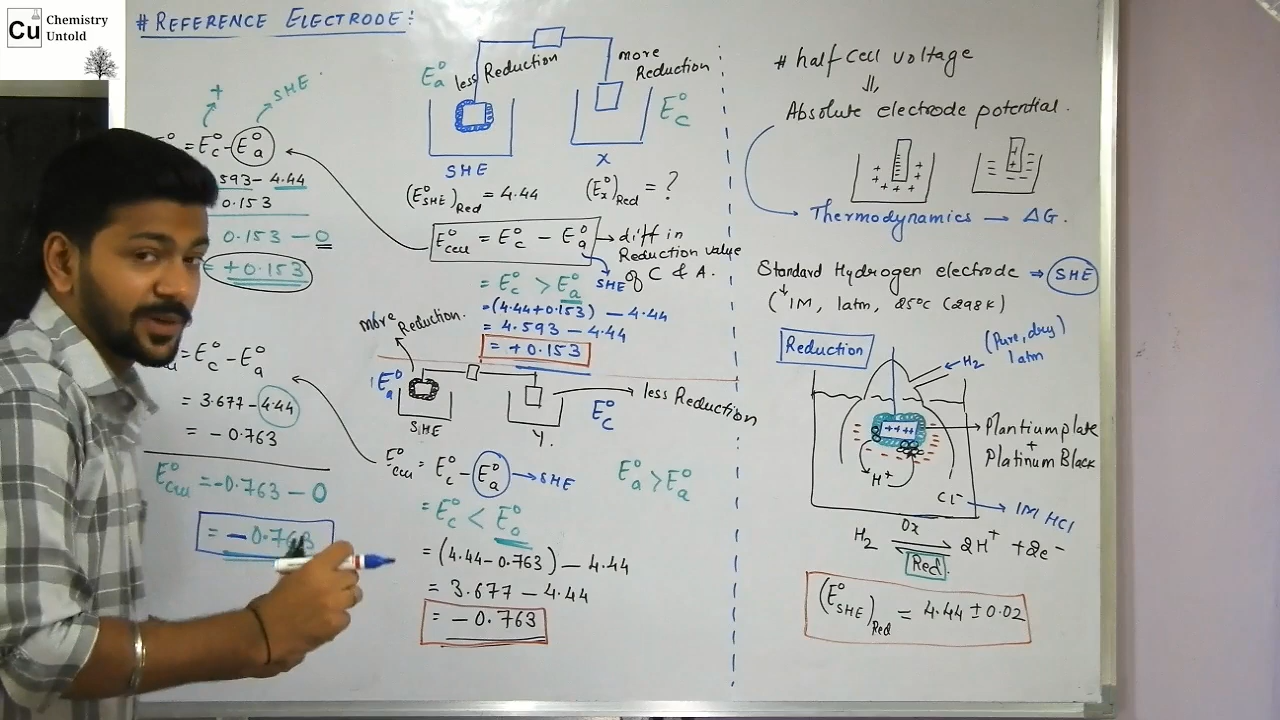 Cu
Chemistry
Untold
# REFERENCE ELECTRODE:
+
SHE
= E°c - E°a
.593 - 4.44
0.153
0.153 - 0
= +0.153
= E°c - E°a
= 3.677 - 4.44
= - 0.763
E°cell = -0.763 - 0
= - 0.763
E°a
less Reduction
more
Reduction
E°c
SHE
X
(E°SHE)Red = 4.44
(E°x)Red = ?
E°cell = E°c - E°a
→ diff in
Reduction value
of C & A.
SHE
= E°c > E°a
= (4.44+0.153) - 4.44
= 4.593 - 4.44
= +0.153
more Reduction.
E°a
SHE
Y.
E°c
less Reduction
E°cell = E°c - E°a → SHE
E°a > E°a
= E°c < E°a
= (4.44-0.763) - 4.44
= 3.677 - 4.44
= - 0.763
# half cell voltage
⇓
Absolute electrode potential.
+ + + + + + +
+
= = = = = =
Thermodynamics → ΔG.
Standard Hydrogen electrode ⇒ SHE
(1M, 1atm, 25°C (298K)
Reduction
H2
(Pure, dry)
1atm
++++
Plantium plate
+
Platinum Black
H+
Cl-
1M HCl
Ox
H2 ⇌ 2H+ + 2e-
Red.
(E°SHE)Red = 4.44 ± 0.02